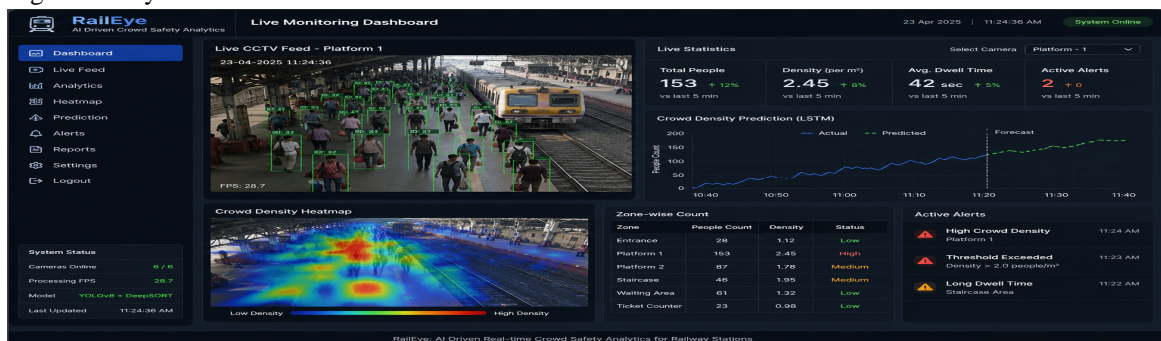 RailEye
AI Driven Crowd Safety Analytics
Live Monitoring Dashboard
23 Apr 2025 | 11:24:36 AM
System Online
Dashboard
Live Feed
Analytics
Heatmap
Prediction
Alerts
Reports
Settings
Logout
System Status
Cameras Online 6 / 6
Processing FPS 28.7
Model YOLOv8 + DeepSORT
Last Updated 11:24:36 AM
Live CCTV Feed - Platform 1
23-04-2025 11:24:36
FPS: 28.7
Live Statistics
Select Camera Platform - 1
Total People Density (per m²) Avg. Dwell Time Active Alerts
153 ↑ 12% 2.45 ↑ 8% 42 sec ↑ 5% 2 ↑ 0
vs last 5 min vs last 5 min vs last 5 min vs last 5 min
Crowd Density Prediction (LSTM)
Actual Predicted Forecast
People Count
200
150
100
50
0
10:40 10:50 11:00 11:10 11:20 11:30 11:40
Crowd Density Heatmap
Low Density High Density
Zone-wise Count
Zone People Count Density Status
Entrance 28 1.12 Low
Platform 1 153 2.45 High
Platform 2 87 1.78 Medium
Staircase 46 1.95 Medium
Waiting Area 61 1.32 Low
Ticket Counter 23 0.98 Low
Active Alerts
High Crowd Density 11:24 AM
Platform 1
Threshold Exceeded 11:23 AM
Density > 2.0 people/m²
Long Dwell Time 11:22 AM
Staircase Area
RailEye: AI Driven Real-time Crowd Safety Analytics for Railway Stations